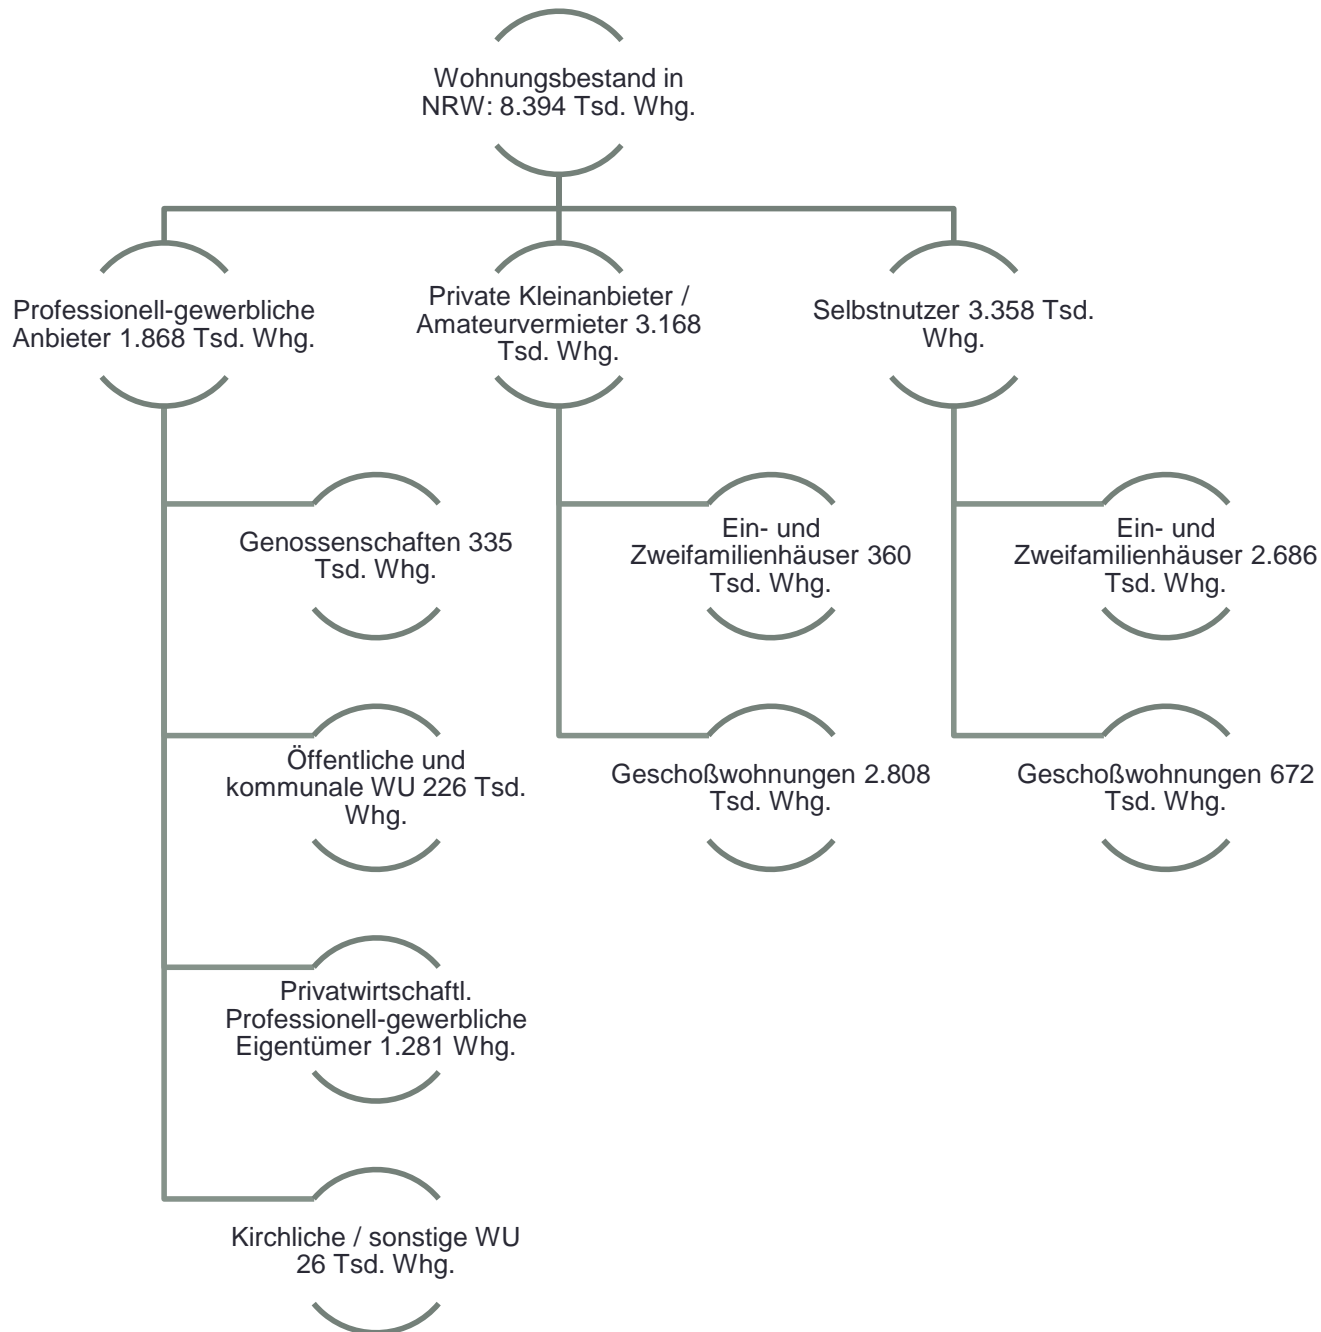 Wohnungsbestand in
NRW: 8.394 Tsd. Whg.
Professionell-gewerbliche
Anbieter 1.868 Tsd. Whg.
Private Kleinanbieter /
Amateurvermieter 3.168
Tsd. Whg.
Selbstnutzer 3.358 Tsd.
Whg.
Genossenschaften 335
Tsd. Whg.
Öffentliche und
kommunale WU 226 Tsd.
Whg.
Privatwirtschaftl.
Professionell-gewerbliche
Eigentümer 1.281 Whg.
Kirchliche / sonstige WU
26 Tsd. Whg.
Ein- und
Zweifamilienhäuser 360
Tsd. Whg.
Geschoßwohnungen 2.808
Tsd. Whg.
Ein- und
Zweifamilienhäuser 2.686
Tsd. Whg.
Geschoßwohnungen 672
Tsd. Whg.